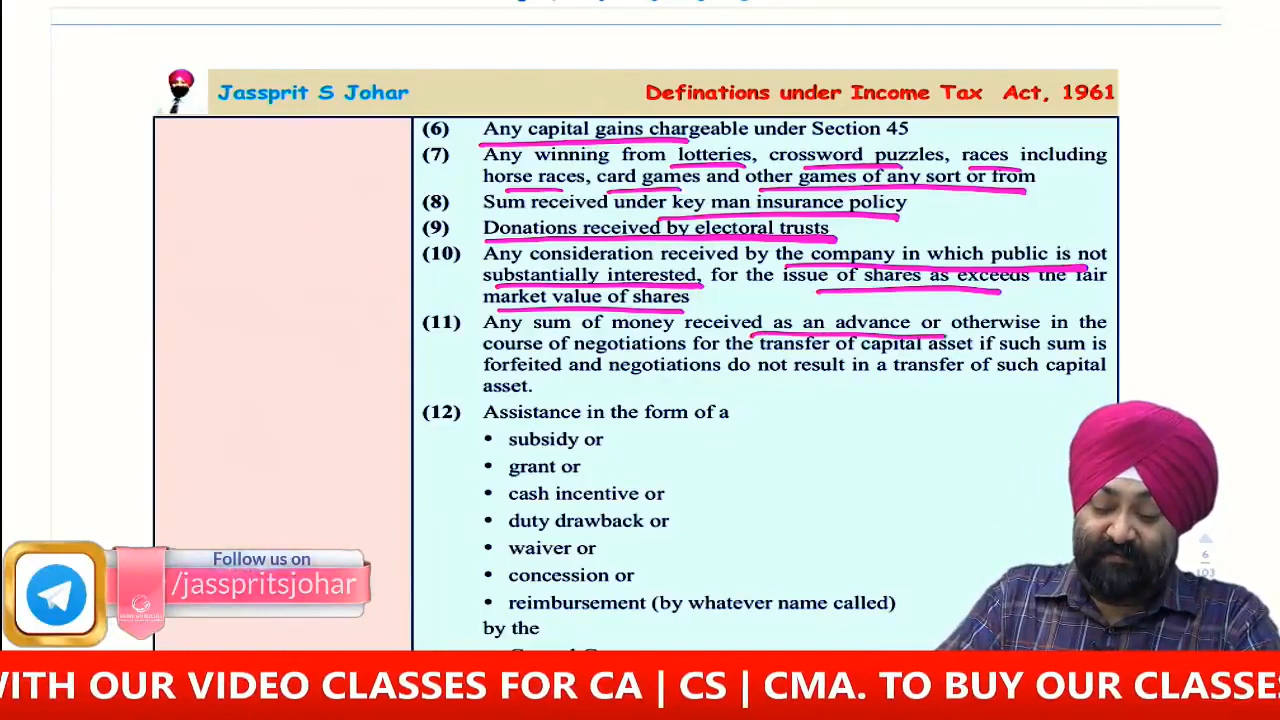 Jassprit S Johar
Definations under Income Tax Act, 1961
(6) Any capital gains chargeable under Section 45
(7) Any winning from lotteries, crossword puzzles, races including
horse races, card games and other games of any sort or from
(8) Sum received under key man insurance policy
(9) Donations received by electoral trusts
(10) Any consideration received by the company in which public is not
substantially interested, for the issue of shares as exceeds the fair
market value of shares
(11) Any sum of money received as an advance or otherwise in the
course of negotiations for the transfer of capital asset if such sum is
forfeited and negotiations do not result in a transfer of such capital
asset.
(12) Assistance in the form of a
• subsidy or
• grant or
• cash incentive or
• duty drawback or
• waiver or
• concession or
• reimbursement (by whatever name called)
by the
6
103
Follow us on
/jasspritsjohar
WITH OUR VIDEO CLASSES FOR CA | CS | CMA. TO BUY OUR CLASSES